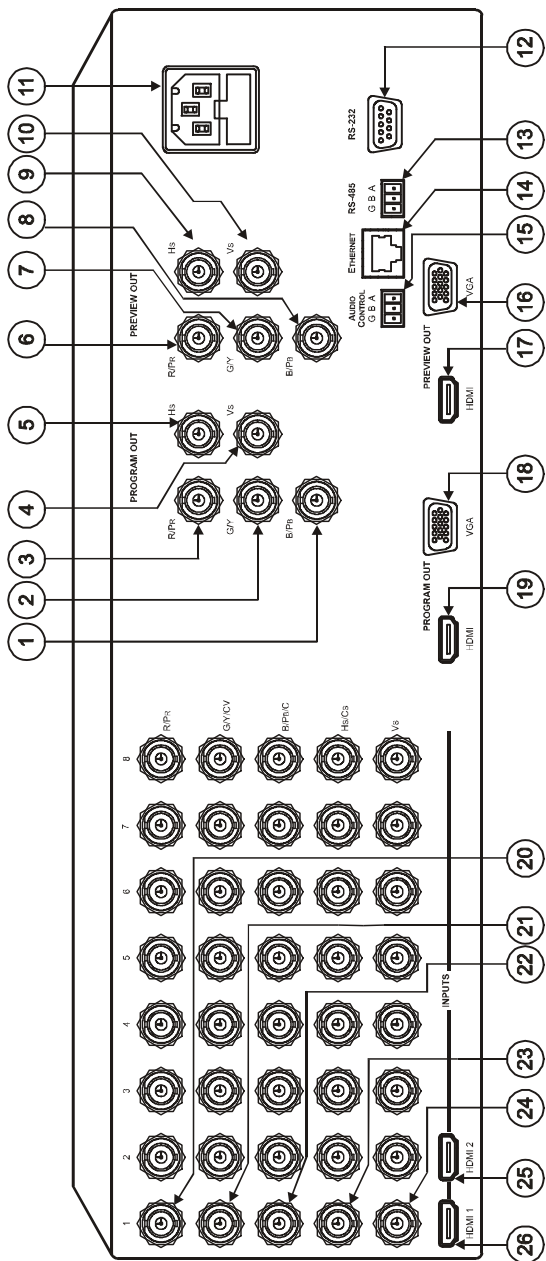 1
2
3
4
5
6
7
8
9
10
11
PROGRAM OUT
R/PR
G/Y
B/PB
Hs
Vs
PREVIEW OUT
R/PR
G/Y
B/PB
Hs
Vs
1
2
3
4
5
6
7
8
R/PR
G/Y/CV
B/PB/C
Hs/Cs
Vs
INPUTS
HDMI 1
HDMI 2
PROGRAM OUT
HDMI
VGA
PREVIEW OUT
HDMI
VGA
AUDIO
CONTROL
G B A
ETHERNET
RS-485
G B A
RS-232
26
25
24
23
22
21
20
19
18
17
16
15
14
13
12